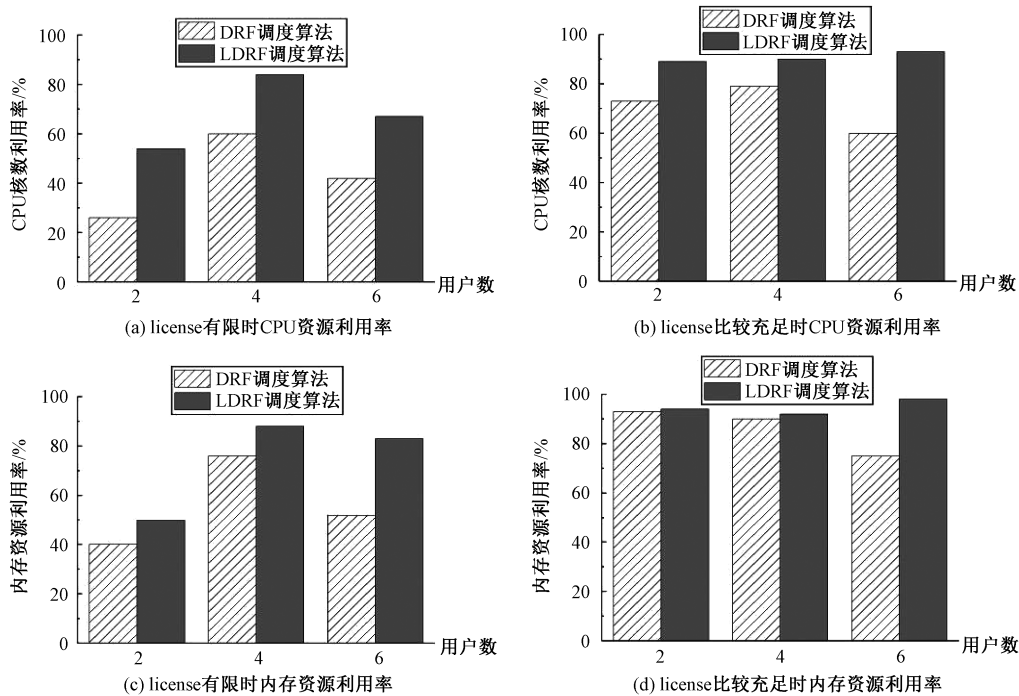 DRF调度算法
LDRF调度算法
CPU核数利用率/%
100
80
60
40
20
0
2
4
6
用户数
(a) license有限时CPU资源利用率
DRF调度算法
LDRF调度算法
CPU核数利用率/%
100
80
60
40
20
0
2
4
6
用户数
(b) license比较充足时CPU资源利用率
DRF调度算法
LDRF调度算法
内存资源利用率/%
100
80
60
40
20
0
2
4
6
用户数
(c) license有限时内存资源利用率
DRF调度算法
LDRF调度算法
内存资源利用率/%
100
80
60
40
20
0
2
4
6
用户数
(d) license比较充足时内存资源利用率